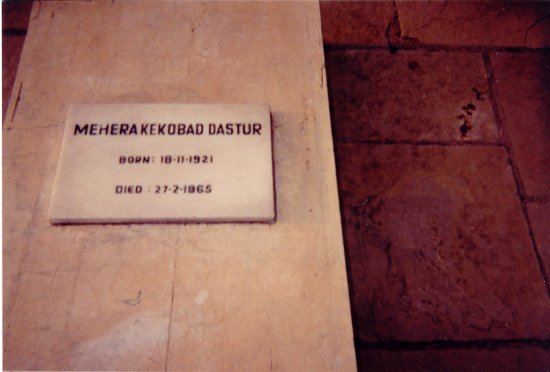 MEHERA KEKOBAD DASTUR
BORN: 18-11-1921
DIED : 27-2-1965